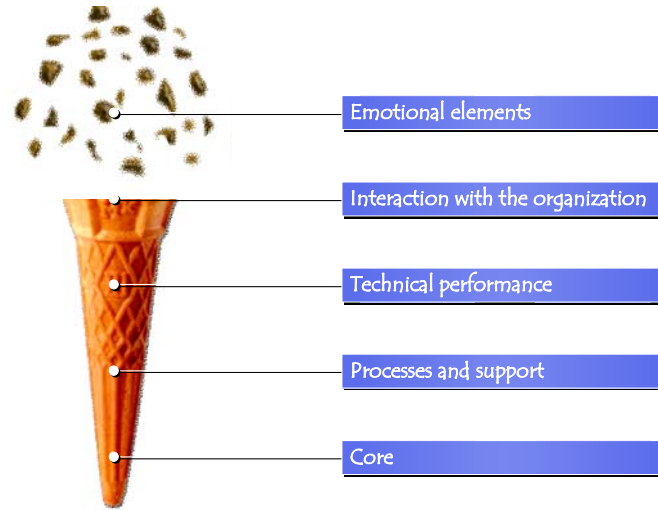 Emotional elements
Interaction with the organization
Technical performance
Processes and support
Core